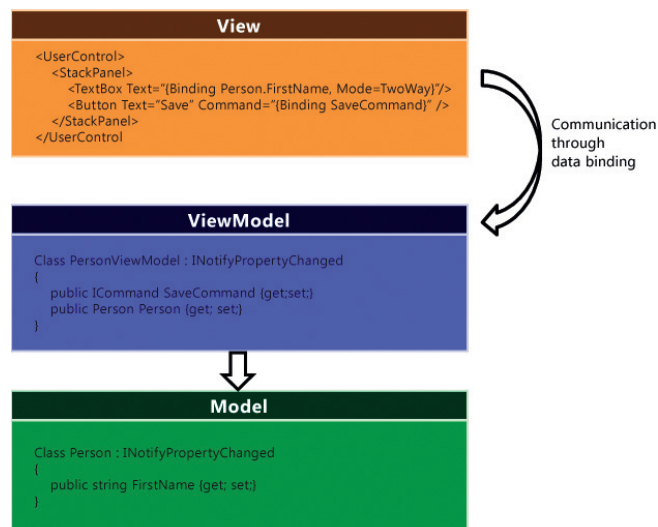 View
<UserControl>
<StackPanel>
<TextBox Text="{Binding Person.FirstName, Mode=TwoWay}"/>
<Button Text="Save" Command="{Binding SaveCommand}" />
</StackPanel>
</UserControl
Communication
through
data binding
ViewModel
Class PersonViewModel : INotifyPropertyChanged
{
public ICommand SaveCommand {get;set;}
public Person Person {get; set;}
}
Model
Class Person : INotifyPropertyChanged
{
public string FirstName {get; set;}
}